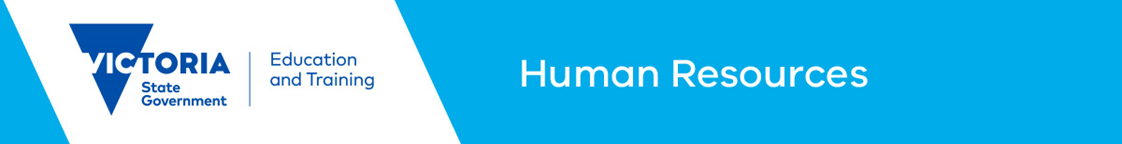 VICTORIA
State
Government
Education
and Training
Human Resources